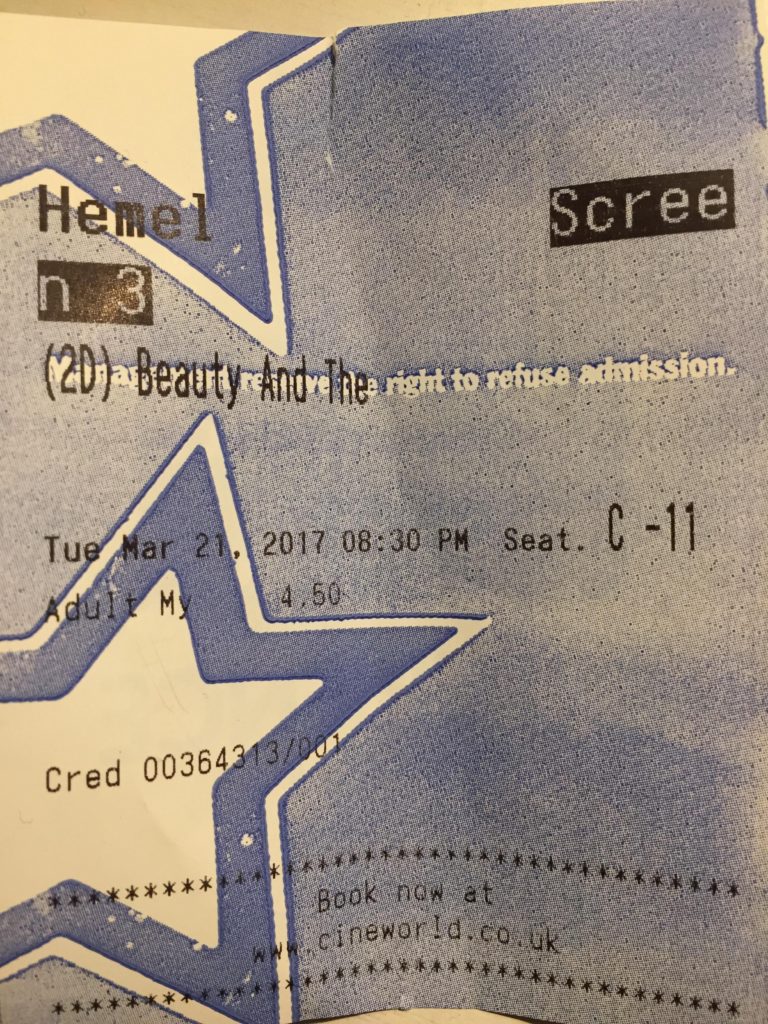 Hemel Scree
n 3
(2D) Beauty And The
right to refuse admission.
Tue Mar 21, 2017 08:30 PM Seat. C -11
Adult My 4.50
Cred 00364313/001
****************************************
Book now at
www.cineworld.co.uk
****************************************